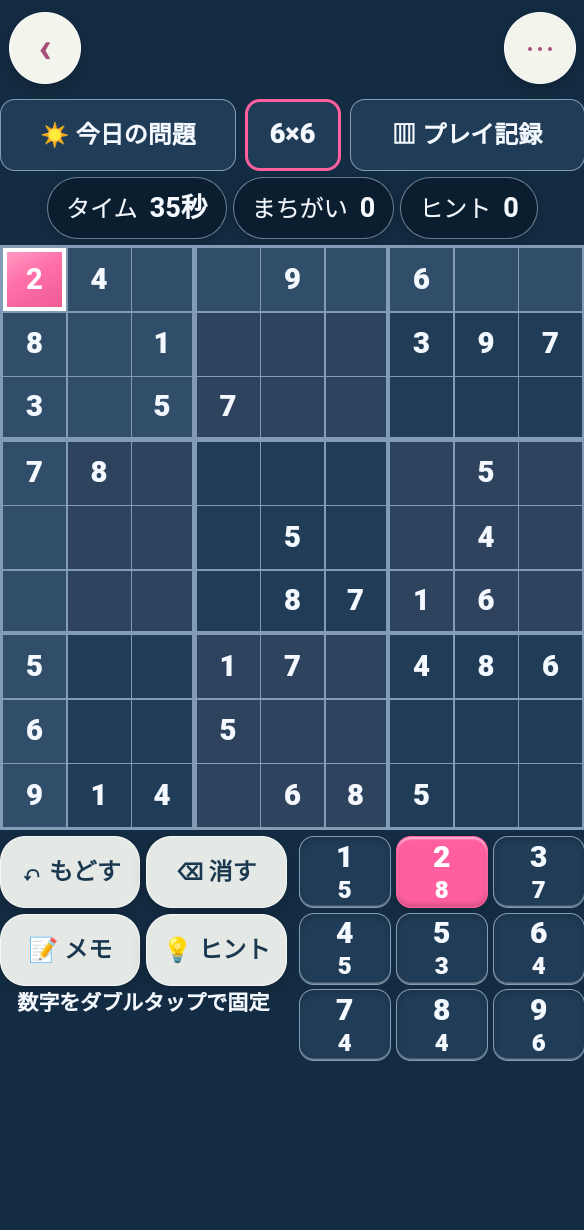 ‹ ...
☀️ 今日の問題 6×6 ▥ プレイ記録
タイム 35秒 まちがい 0 ヒント 0
2 4 9 6
8 1 3 9 7
3 5 7
7 8 5
5 4
8 7 1 6
5 1 7 4 8 6
6 5
9 1 4 6 8 5
⤺ もどす ⌫ 消す 1 2 3
5 8 7
📝 メモ 💡 ヒント 4 5 6
5 3 4
数字をダブルタップで固定 7 8 9
4 4 6